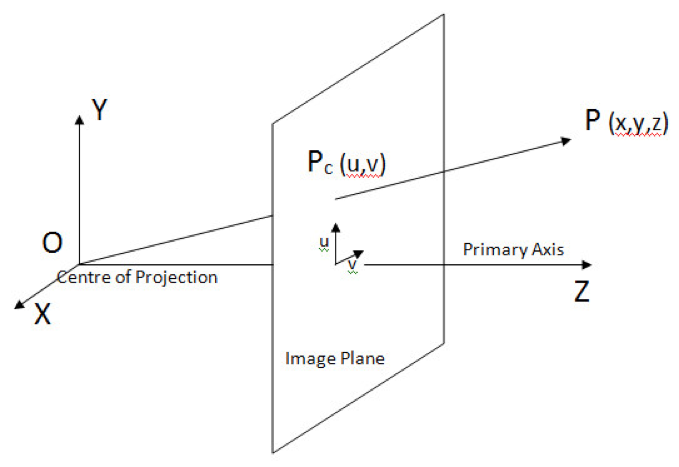 Y
P (x,y,z)
Pc (u,v)
O
u
v
Primary Axis
Centre of Projection
Z
X
Image Plane